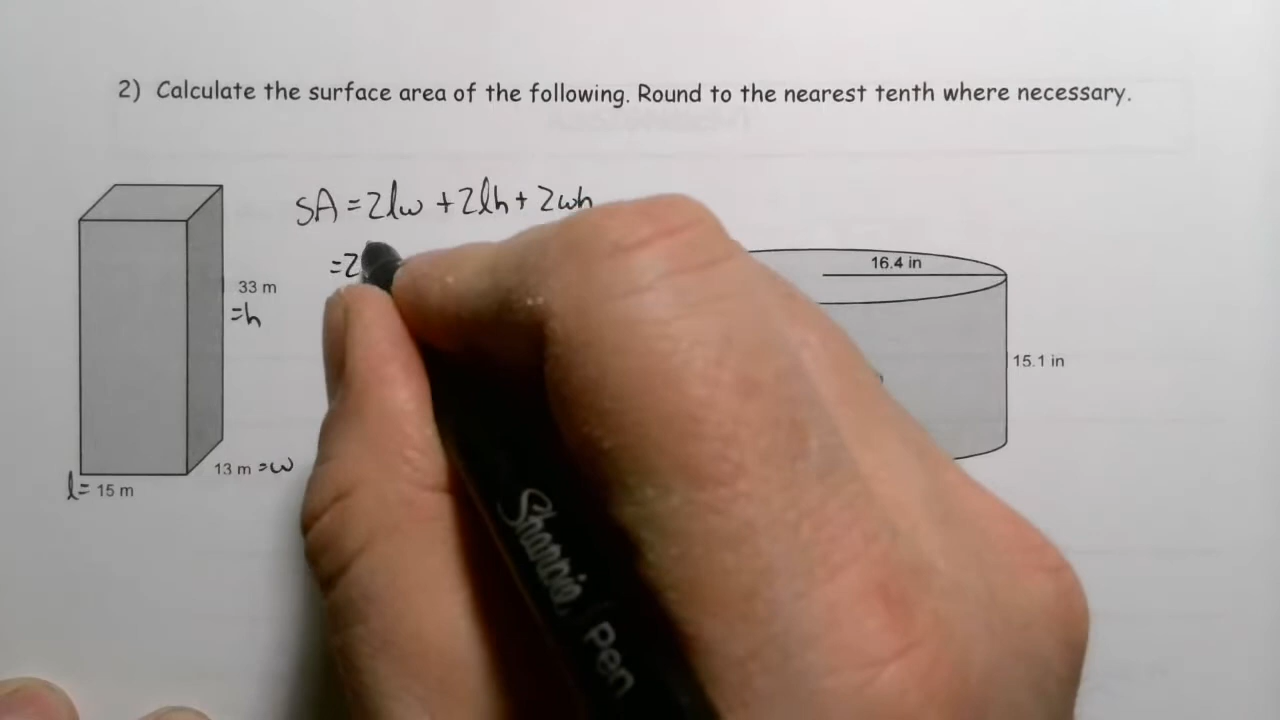 2) Calculate the surface area of the following. Round to the nearest tenth where necessary.
SA = 2lw + 2lh + 2wh
= 2
33 m
= h
13 m = w
l = 15 m
16.4 in
15.1 in
Sharpie Pen